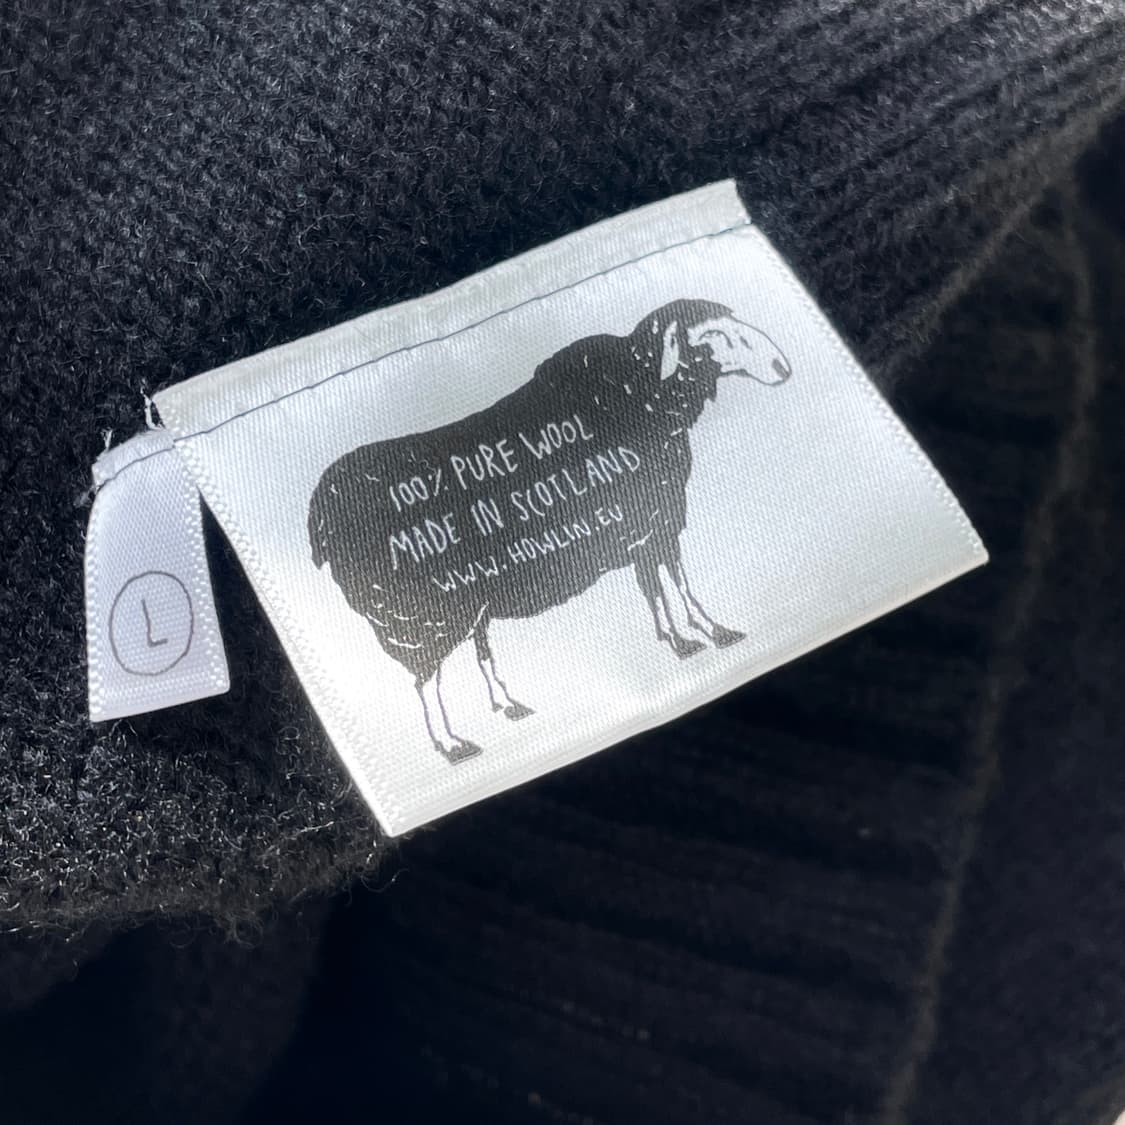 100% PURE WOOL
MADE IN SCOTLAND
WWW.HOWLIN.EU
L